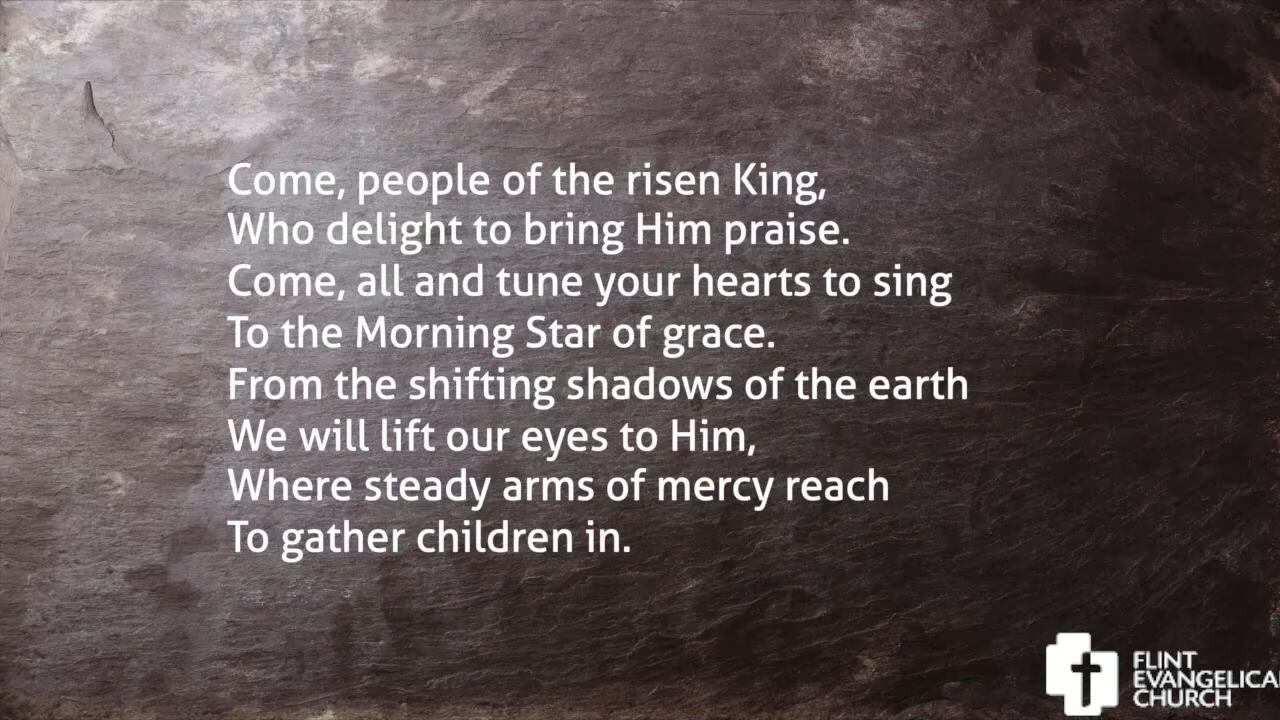 Come, people of the risen King,
Who delight to bring Him praise.
Come, all and tune your hearts to sing
To the Morning Star of grace.
From the shifting shadows of the earth
We will lift our eyes to Him,
Where steady arms of mercy reach
To gather children in.
FLINT
EVANGELICA
CHURCH